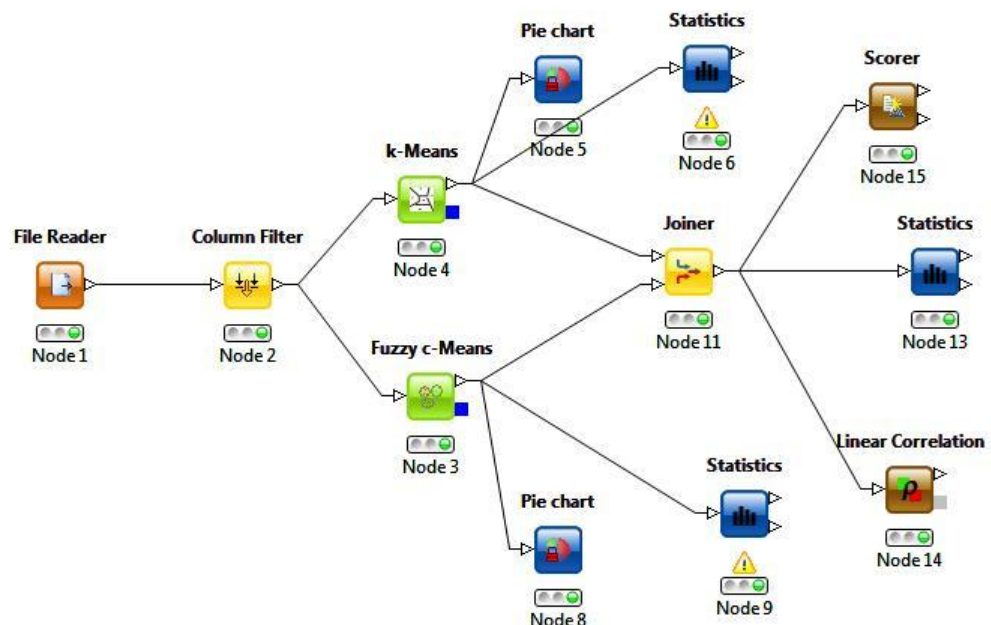 Pie chart
Node 5
Statistics
Node 6
Scorer
Node 15
k-Means
Node 4
File Reader
Node 1
Column Filter
Node 2
Joiner
Node 11
Statistics
Node 13
Fuzzy c-Means
Node 3
Pie chart
Node 8
Statistics
Node 9
Linear Correlation
ρ
Node 14